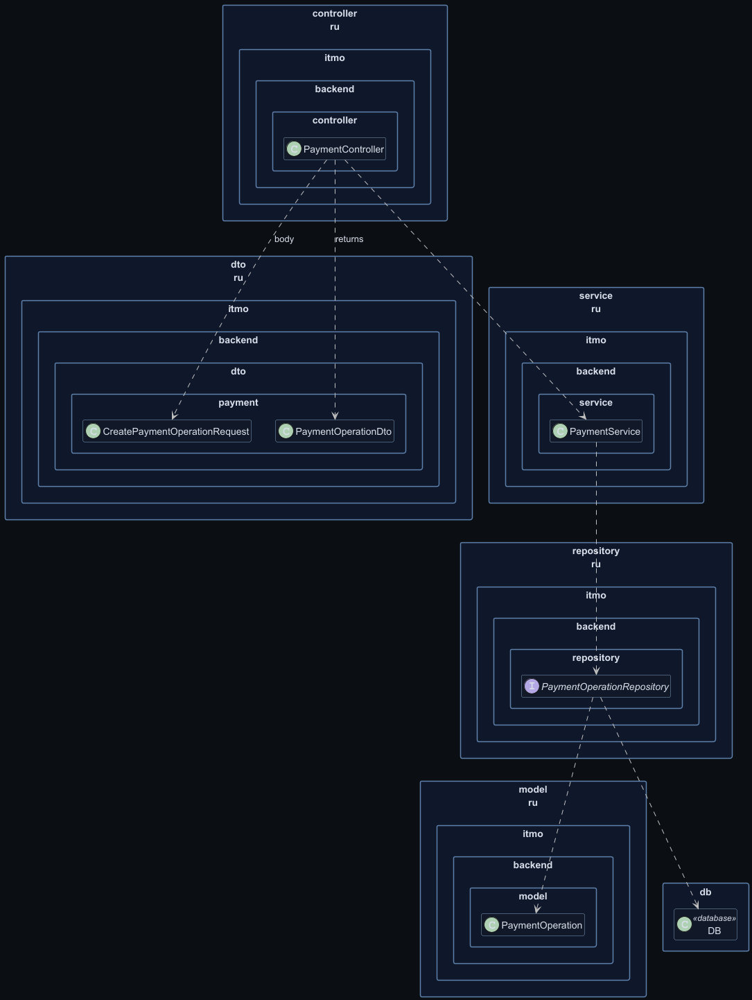 controller
ru
itmo
backend
controller
C PaymentController
body
returns
dto
ru
itmo
backend
dto
payment
C CreatePaymentOperationRequest
C PaymentOperationDto
service
ru
itmo
backend
service
C PaymentService
repository
ru
itmo
backend
repository
I PaymentOperationRepository
model
ru
itmo
backend
model
C PaymentOperation
db
C «database»
DB